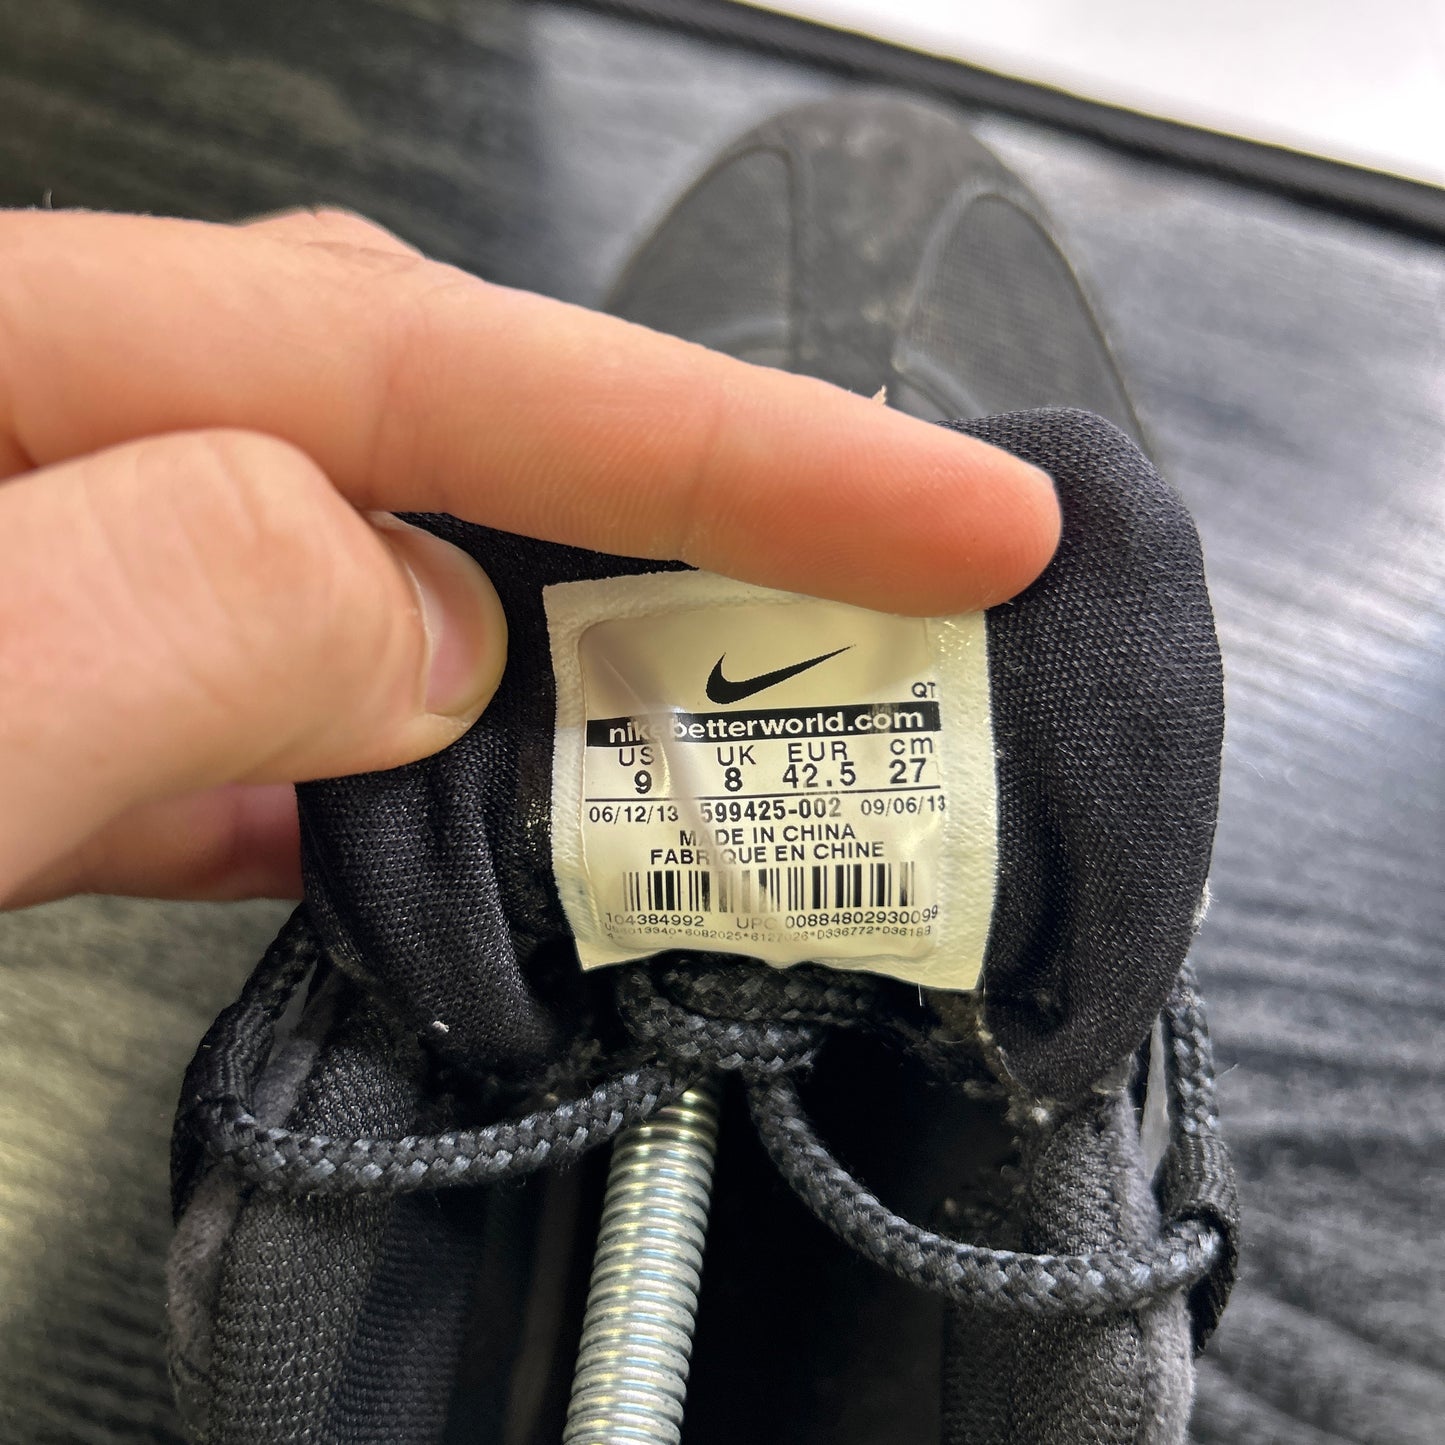 QT
nikebetterworld.com
US UK EUR cm
9 8 42.5 27
06/12/13 599425-002 09/06/13
MADE IN CHINA
FABRIQUE EN CHINE
104384992 UPC 00884802930099